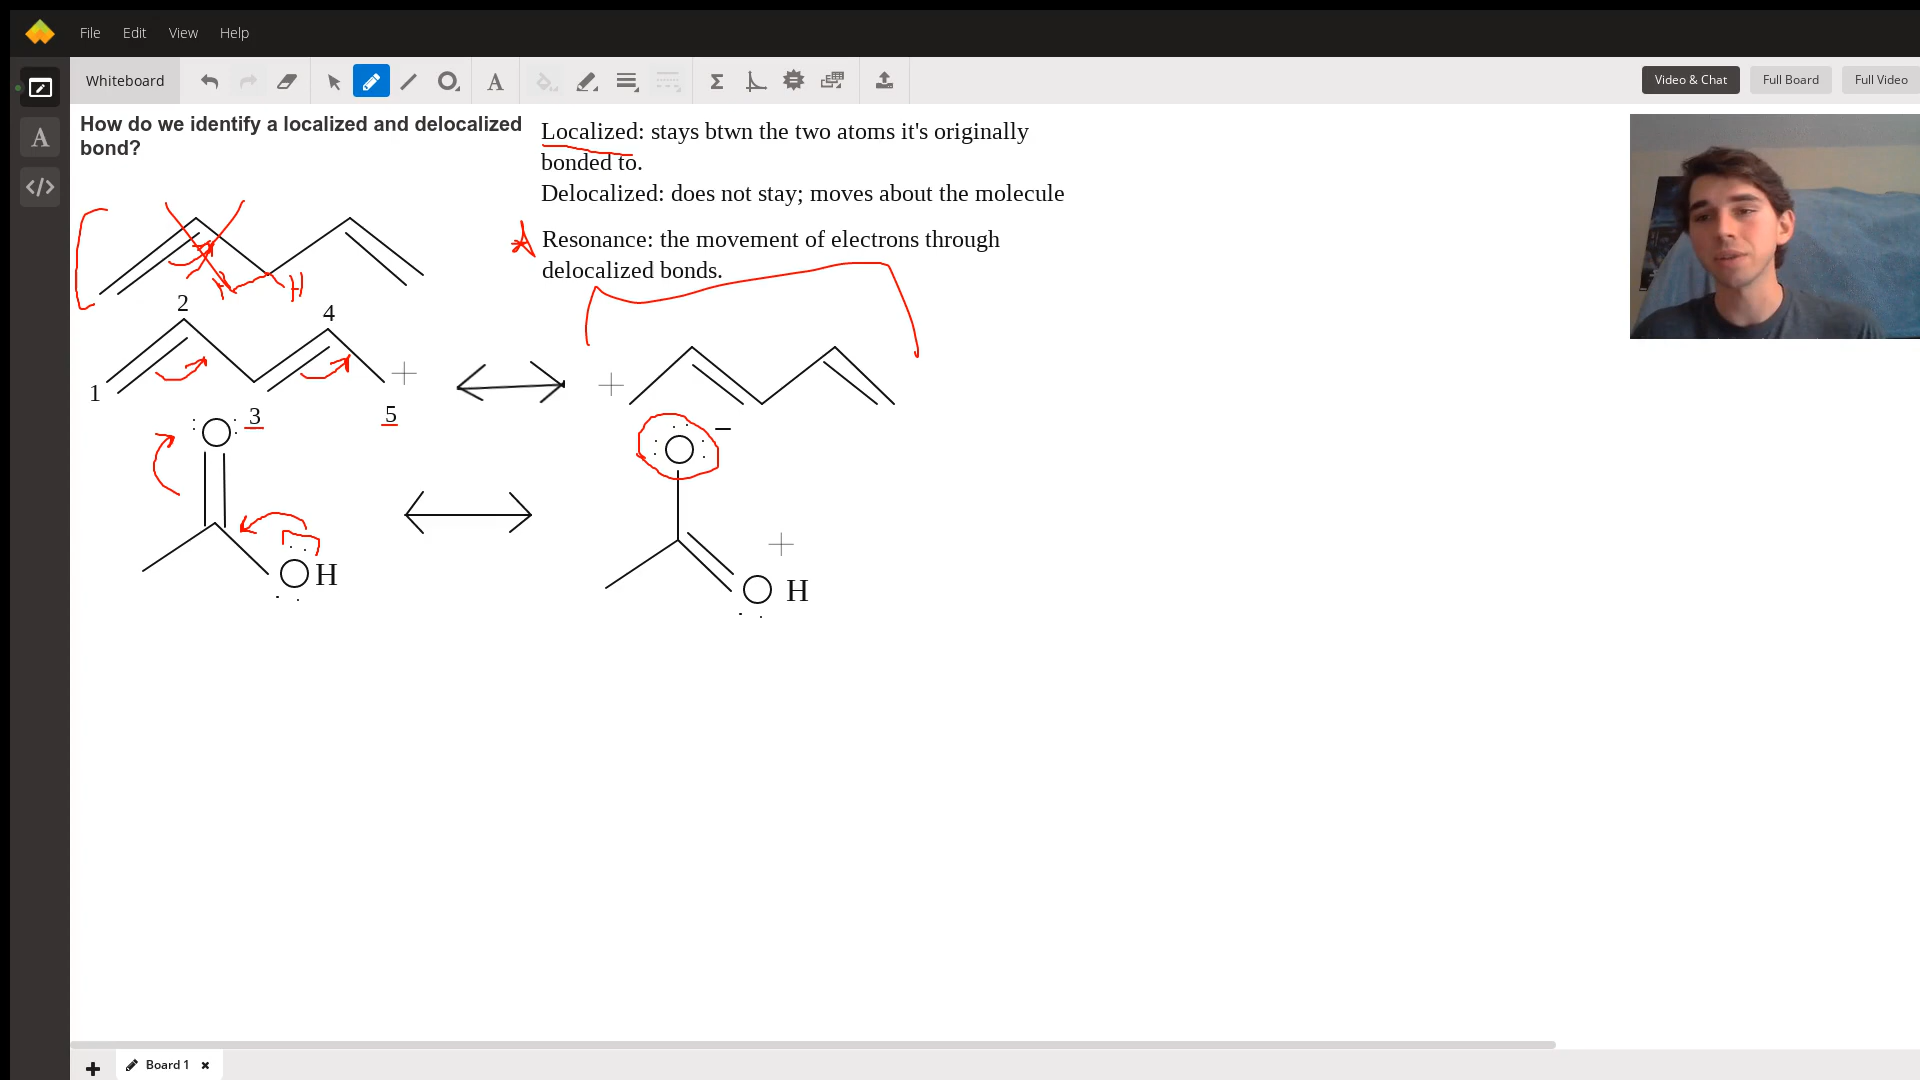 File Edit View Help
Whiteboard
A
Σ
Video & Chat Full Board Full Video
A
</>
How do we identify a localized and delocalized
bond?
Localized: stays btwn the two atoms it's originally
bonded to.
Delocalized: does not stay; moves about the molecule
Resonance: the movement of electrons through
delocalized bonds.
H H
2 4
1 + +
3 5
O
O −
+
OH
O H
+ Board 1 ×